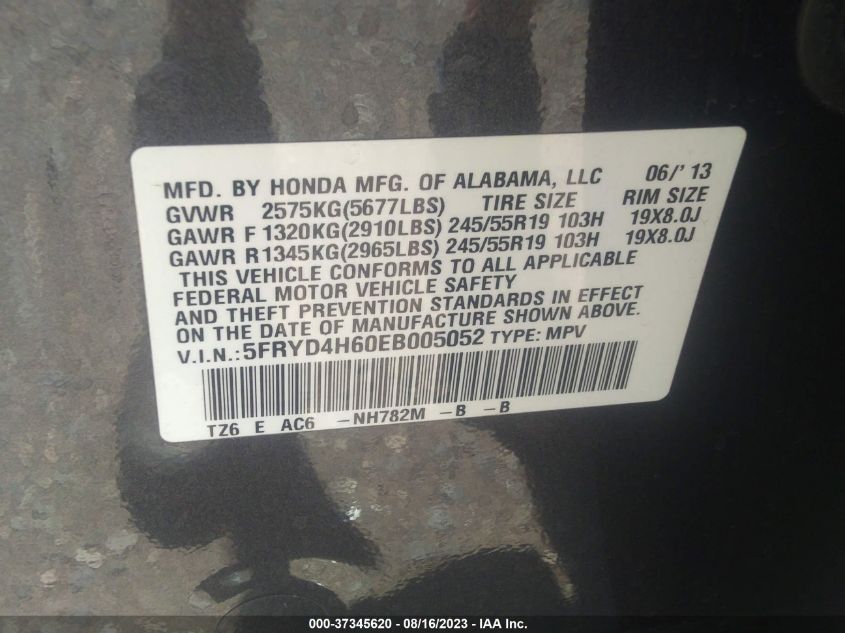 MFD. BY HONDA MFG. OF ALABAMA, LLC 06/'13
GVWR 2575KG(5677LBS) TIRE SIZE RIM SIZE
GAWR F 1320KG(2910LBS) 245/55R19 103H 19X8.0J
GAWR R1345KG(2965LBS) 245/55R19 103H 19X8.0J
THIS VEHICLE CONFORMS TO ALL APPLICABLE
FEDERAL MOTOR VEHICLE SAFETY
AND THEFT PREVENTION STANDARDS IN EFFECT
ON THE DATE OF MANUFACTURE SHOWN ABOVE.
V.I.N.:5FRYD4H60EB005052 TYPE: MPV
TZ6 E AC6 -NH782M -B -B
000-37345620 - 08/16/2023 - IAA Inc.